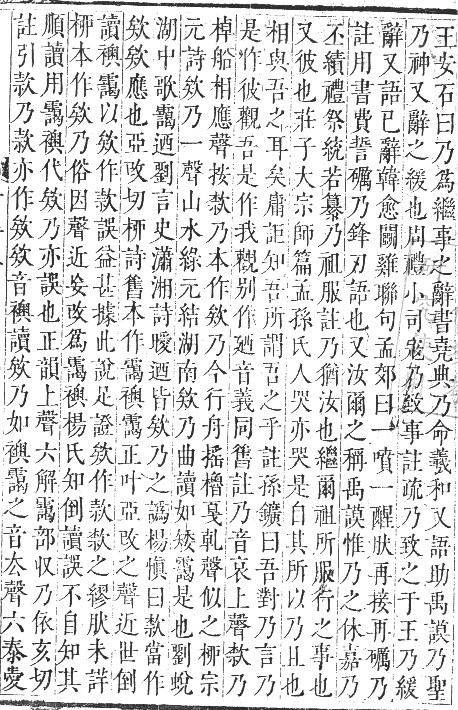 王安石曰乃爲繼事之辭書堯典乃命羲和又語助禹謨乃聖
乃神又辭之緩也周禮小司寇乃致事註疏乃致之于王乃緩
辭又語已辭韓愈鬭雞聯句孟郊曰一噴一醒肰再接再礪乃
註用書費誓礪乃鋒刃語也又汝爾之稱禹謨惟乃之休嘉乃
丕績禮祭統若纂乃祖服註乃猶汝也繼爾祖所服行之事也
又彼也莊子大宗師篇孟孫氏人哭亦哭是自其所以乃且也
相與吾之耳矣庸詎知吾所謂吾之乎註孫鑛曰吾對乃言乃
是作彼觀吾是作我觀別作廼音義同舊註乃音哀上聲欸乃
棹船相應聲按欸乃本作欸乃今行舟搖櫓戛軋聲似之柳宗
元詩欸乃一聲山水綠元結湖南欸乃曲讀如矮靄是也劉蛻
湖中歌靄迺劉言史瀟湘詩曖迺皆欸乃之譌楊愼曰欸當作
欸欸應也亞改切柳詩舊本作靄襖靄正叶亞改之聲近世倒
讀襖靄以欸作款誤益甚據此說足證欸作款欸之繆肰未詳
柳本作欸乃俗因聲近妄改爲靄襖楊氏知倒讀誤不自知其
順讀用靄襖代欸乃亦誤也正韻上聲六解靄部収乃依亥切
註引款乃款亦作欸欸音襖讀欸乃如襖靄之音厺聲六泰愛